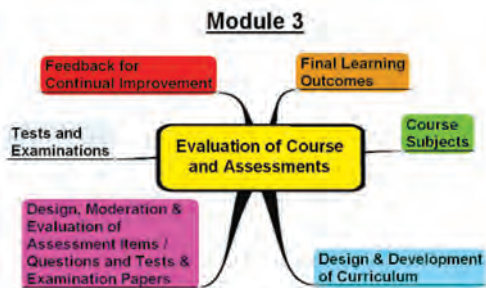 Module 3
Feedback for
Continual Improvement
Final Learning
Outcomes
Tests and
Examinations
Evaluation of Course
and Assessments
Course
Subjects
Design, Moderation &
Evaluation of
Assessment Items /
Questions and Tests &
Examination Papers
Design & Development
of Curriculum